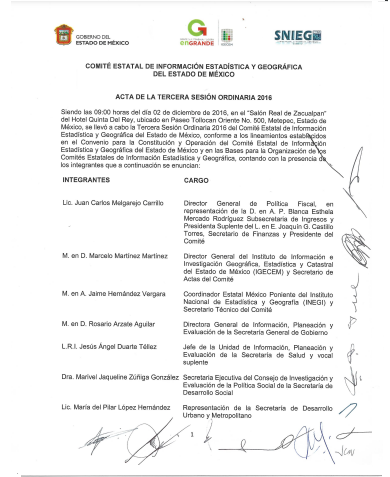 GOBIERNO DEL
ESTADO DE MÉXICO
GRANDE
IGECEM
SNIEG
COMITÉ ESTATAL DE INFORMACIÓN ESTADÍSTICA Y GEOGRÁFICA
DEL ESTADO DE MÉXICO
ACTA DE LA TERCERA SESIÓN ORDINARIA 2016
Siendo las 09:00 horas del día 02 de diciembre de 2016, en el "Salón Real de Zacualpan"
del Hotel Quinta Del Rey, ubicado en Paseo Tollocan Oriente No. 500, Metepec, Estado de
México, se llevó a cabo la Tercera Sesión Ordinaria 2016 del Comité Estatal de Información
Estadística y Geográfica del Estado de México, conforme a los lineamientos establecidos
en el Convenio para la Constitución y Operación del Comité Estatal de Información
Estadística y Geográfica del Estado de México y en las Bases para la Organización de los
Comités Estatales de Información Estadística y Geográfica, contando con la presencia de
los integrantes que a continuación se enuncian:
INTEGRANTES CARGO
Lic. Juan Carlos Melgarejo Carrillo Director General de Política Fiscal, en
representación de la D. en A. P. Blanca Esthela
Mercado Rodríguez Subsecretaria de Ingresos y
Presidenta Suplente del L. en E. Joaquín G. Castillo
Torres, Secretario de Finanzas y Presidente del
Comité
M. en D. Marcelo Martínez Martínez Director General del Instituto de Información e
Investigación Geográfica, Estadística y Catastral
del Estado de México (IGECEM) y Secretario de
Actas del Comité
M. en A. Jaime Hernández Vergara Coordinador Estatal México Poniente del Instituto
Nacional de Estadística y Geografía (INEGI) y
Secretario Técnico del Comité
M. en D. Rosario Arzate Aguilar Directora General de Información, Planeación y
Evaluación de la Secretaría General de Gobierno
L.R.I. Jesús Ángel Duarte Téllez Jefe de la Unidad de Información, Planeación y
Evaluación de la Secretaría de Salud y vocal
suplente
Dra. Marivel Jaqueline Zúñiga González Secretaria Ejecutiva del Consejo de Investigación y
Evaluación de la Política Social de la Secretaría de
Desarrollo Social
Lic. María del Pilar López Hernández Representación de la Secretaría de Desarrollo
Urbano y Metropolitano
1